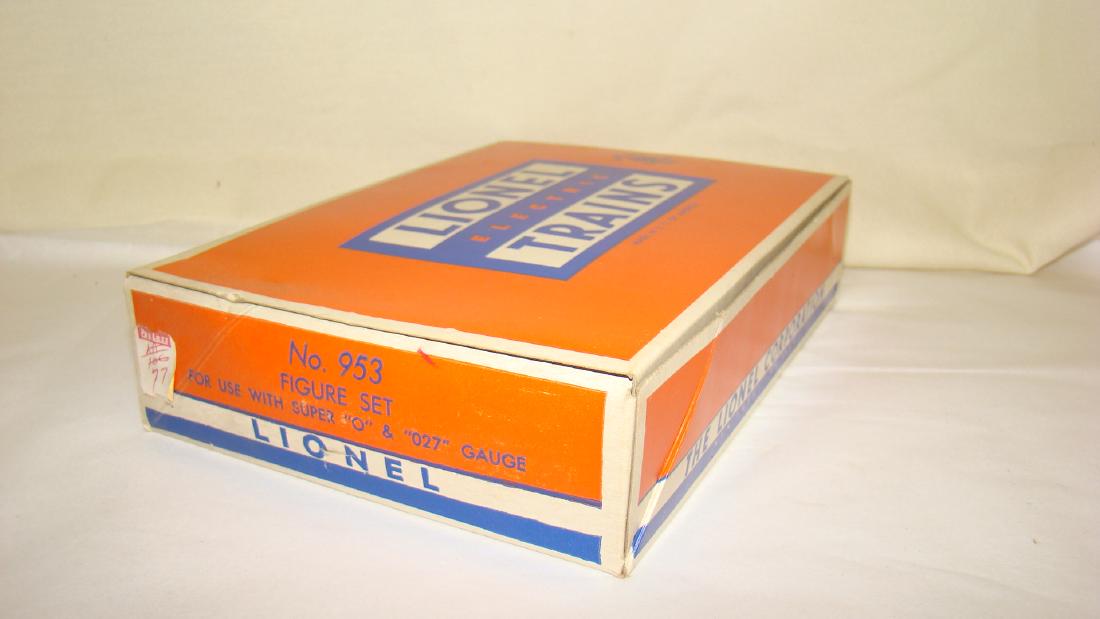 LIONEL
ELECTRIC
TRAINS
No. 953
FIGURE SET
FOR USE WITH SUPER "O" & "027" GAUGE
LIONEL
THE LIONEL CORPORATION
77